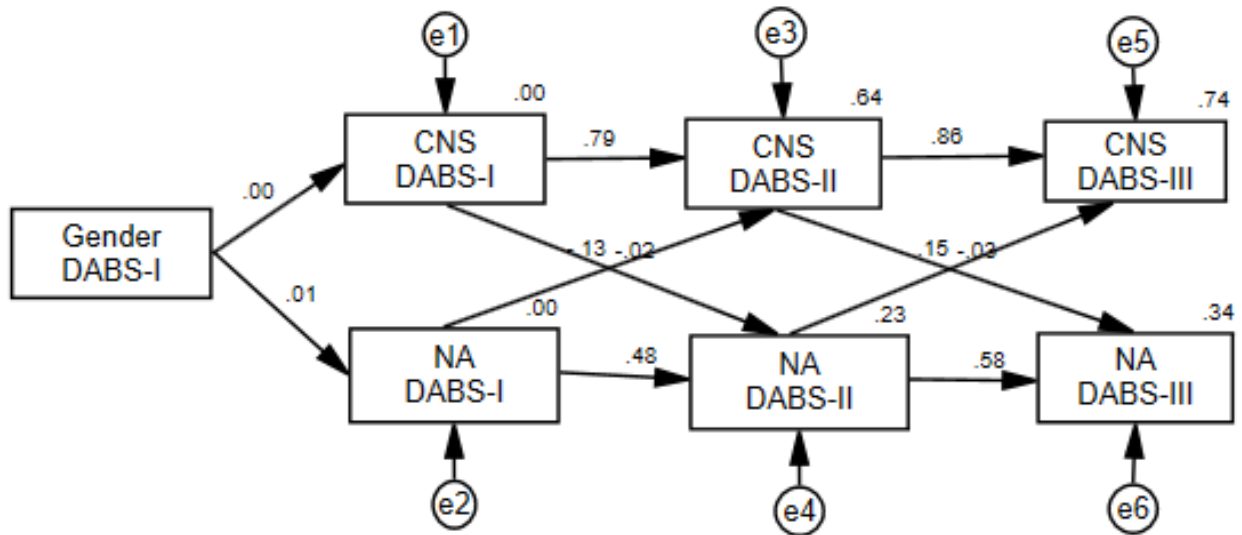 e1
e3
e5
.00
.64
.74
CNS
DABS-I
.79
CNS
DABS-II
.86
CNS
DABS-III
.00
Gender
DABS-I
-.13
-.02
.15
-.03
.01
.00
.23
.34
NA
DABS-I
.48
NA
DABS-II
.58
NA
DABS-III
e2
e4
e6